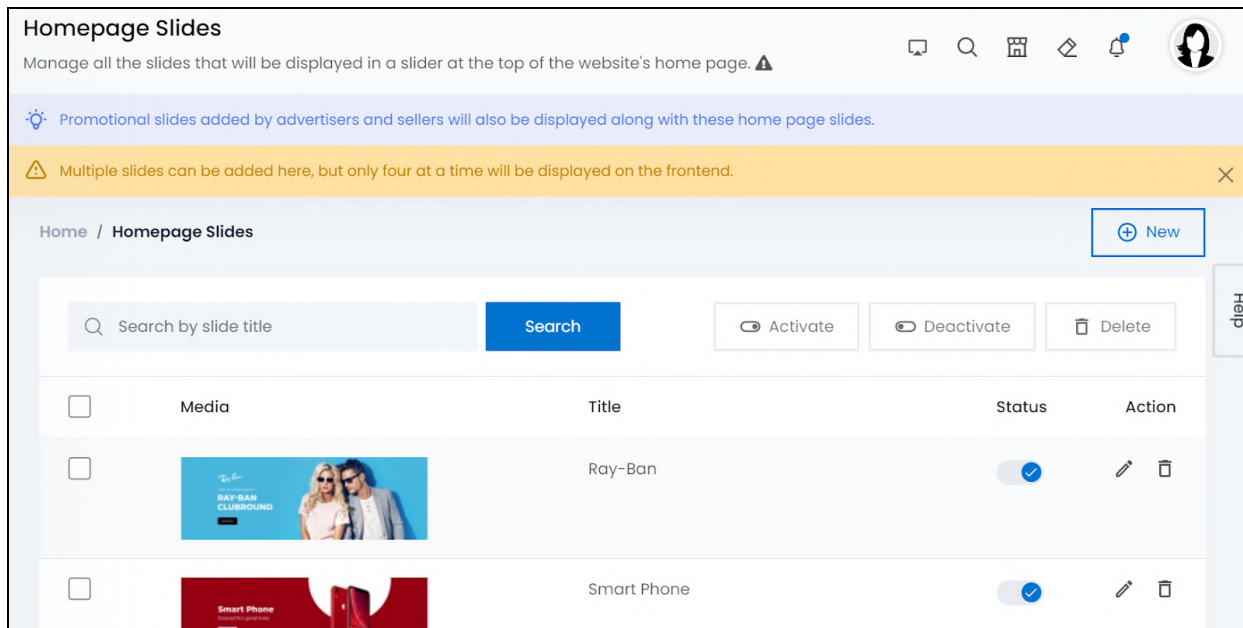 Homepage Slides
Manage all the slides that will be displayed in a slider at the top of the website's home page.
Promotional slides added by advertisers and sellers will also be displayed along with these home page slides.
Multiple slides can be added here, but only four at a time will be displayed on the frontend.
Home / Homepage Slides
New
Help
Search by slide title
Search
Activate
Deactivate
Delete
Media
Title
Status
Action
Ray-Ban
RAY-BAN
CLUBROUND
Ray-Ban
Smart Phone
Smart Phone